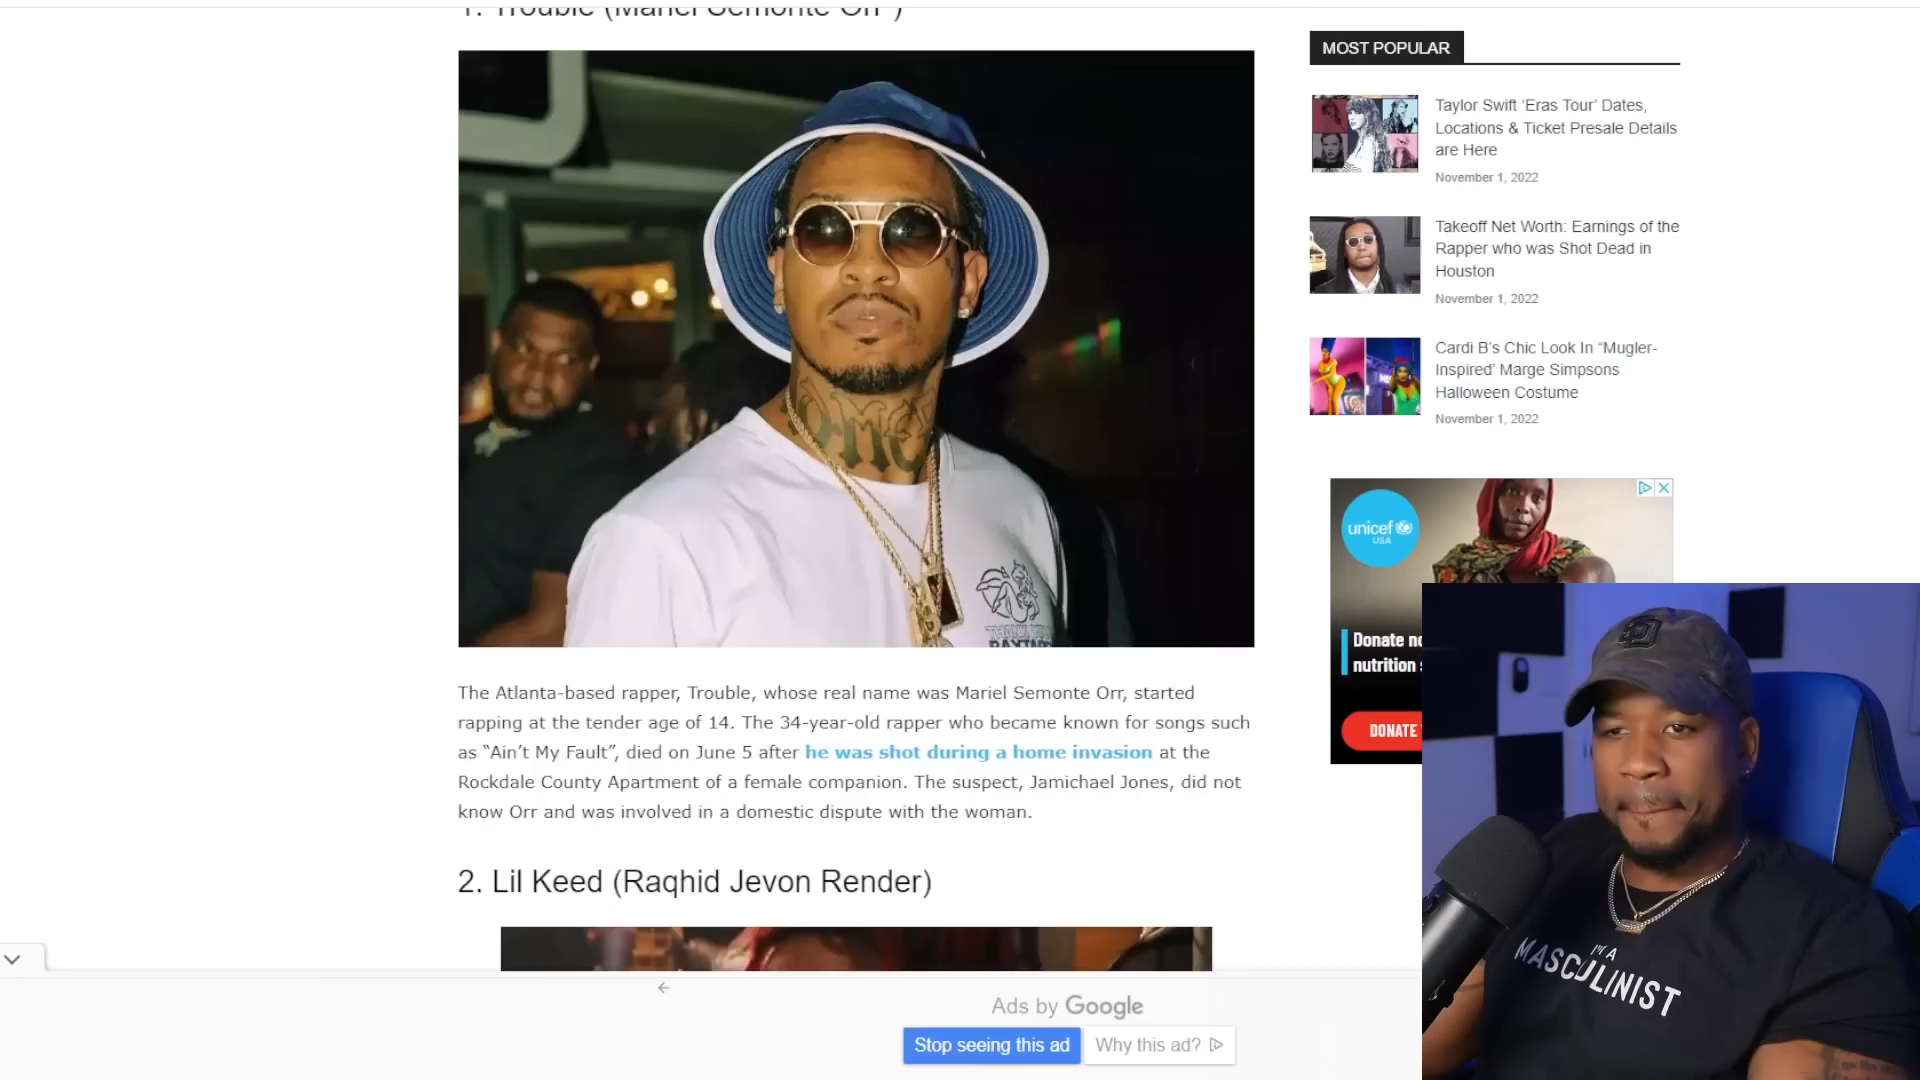 1. Trouble (Mariel Semonte Orr )
MOST POPULAR
Taylor Swift ‘Eras Tour’ Dates,
Locations & Ticket Presale Details
are Here
November 1, 2022
Takeoff Net Worth: Earnings of the
Rapper who was Shot Dead in
Houston
November 1, 2022
Cardi B’s Chic Look In “Mugler-
Inspired’ Marge Simpsons
Halloween Costume
November 1, 2022
unicef
USA
Donate
nutrition
DONATE
The Atlanta-based rapper, Trouble, whose real name was Mariel Semonte Orr, started
rapping at the tender age of 14. The 34-year-old rapper who became known for songs such
as “Ain’t My Fault”, died on June 5 after he was shot during a home invasion at the
Rockdale County Apartment of a female companion. The suspect, Jamichael Jones, did not
know Orr and was involved in a domestic dispute with the woman.
2. Lil Keed (Raqhid Jevon Render)
Ads by Google
Stop seeing this ad
Why this ad?
I'M A
MASCULINIST